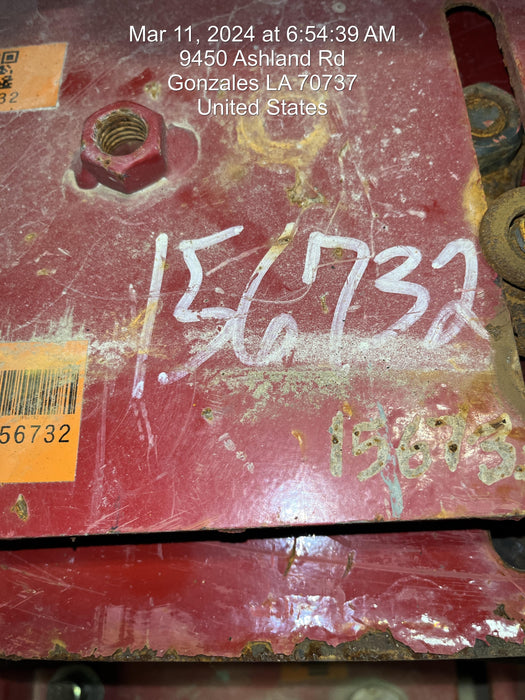 Mar 11, 2024 at 6:54:39 AM
9450 Ashland Rd
Gonzales LA 70737
United States
32
156732
56732
15673